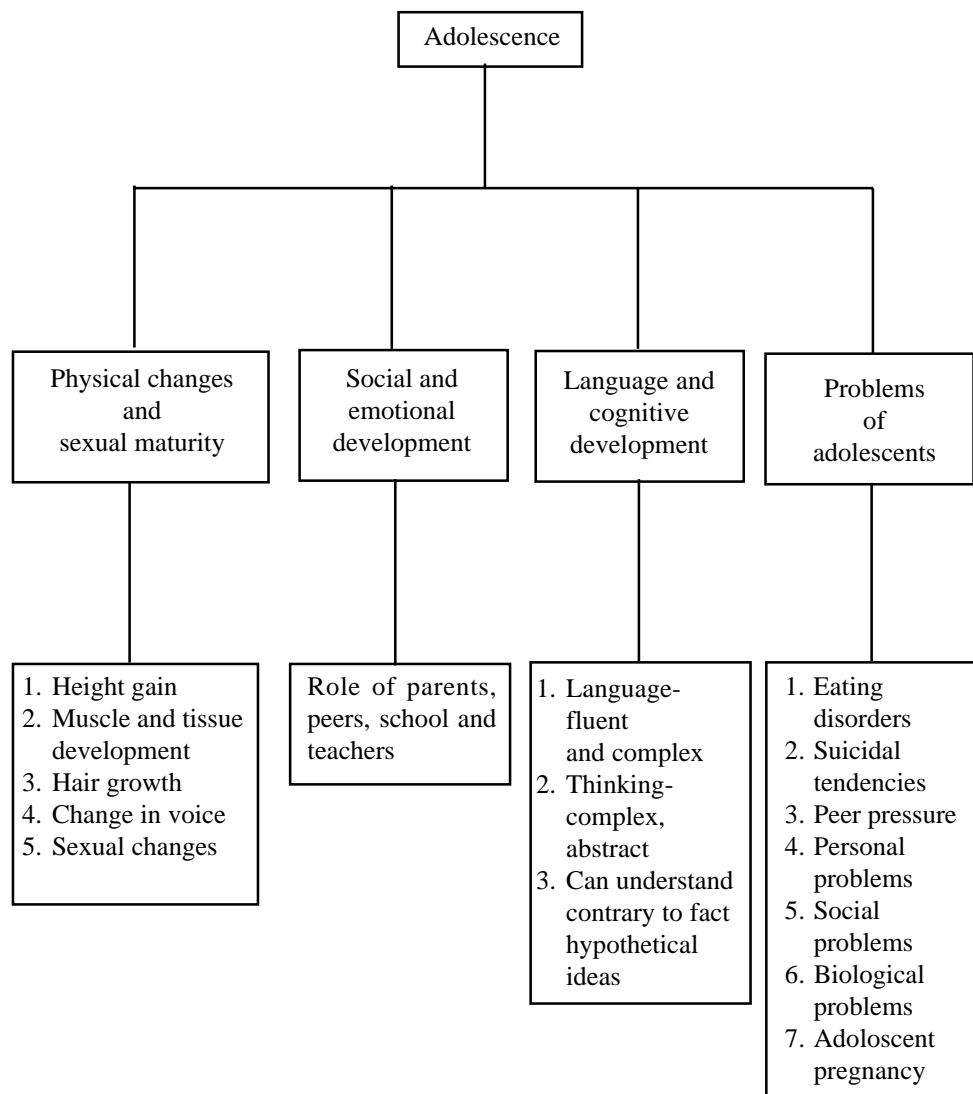 Adolescence
Physical changes
and
sexual maturity
Social and
emotional
development
Language and
cognitive
development
Problems
of
adolescents
1. Height gain
2. Muscle and tissue
development
3. Hair growth
4. Change in voice
5. Sexual changes
Role of parents,
peers, school and
teachers
1. Language-
fluent
and complex
2. Thinking-
complex,
abstract
3. Can understand
contrary to fact
hypothetical
ideas
1. Eating
disorders
2. Suicidal
tendencies
3. Peer pressure
4. Personal
problems
5. Social
problems
6. Biological
problems
7. Adoloscent
pregnancy